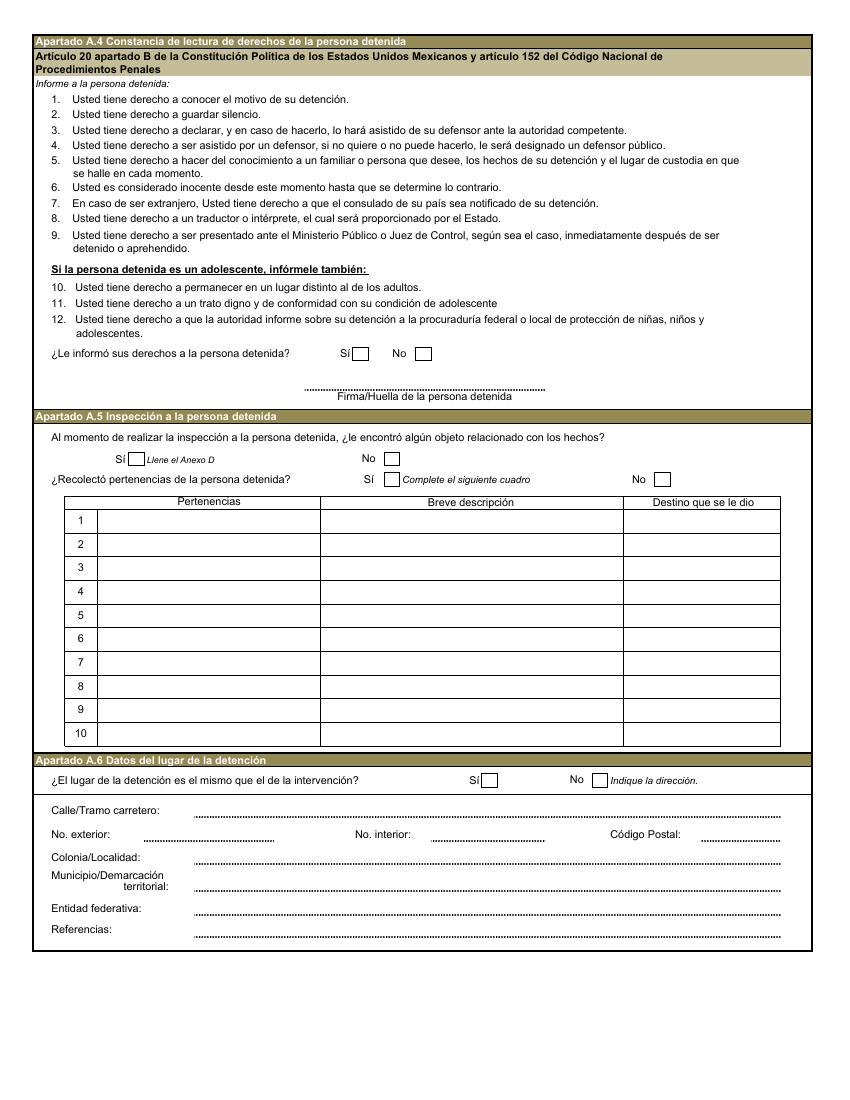 Apartado A.4 Constancia de lectura de derechos de la persona detenida
Artículo 20 apartado B de la Constitución Política de los Estados Unidos Mexicanos y artículo 152 del Código Nacional de
Procedimientos Penales
Informe a la persona detenida:
1. Usted tiene derecho a conocer el motivo de su detención.
2. Usted tiene derecho a guardar silencio.
3. Usted tiene derecho a declarar, y en caso de hacerlo, lo hará asistido de su defensor ante la autoridad competente.
4. Usted tiene derecho a ser asistido por un defensor, si no quiere o no puede hacerlo, le será designado un defensor público.
5. Usted tiene derecho a hacer del conocimiento a un familiar o persona que desee, los hechos de su detención y el lugar de custodia en que
se halle en cada momento.
6. Usted es considerado inocente desde este momento hasta que se determine lo contrario.
7. En caso de ser extranjero, Usted tiene derecho a que el consulado de su país sea notificado de su detención.
8. Usted tiene derecho a un traductor o intérprete, el cual será proporcionado por el Estado.
9. Usted tiene derecho a ser presentado ante el Ministerio Público o Juez de Control, según sea el caso, inmediatamente después de ser
detenido o aprehendido.
Si la persona detenida es un adolescente, infórmele también:
10. Usted tiene derecho a permanecer en un lugar distinto al de los adultos.
11. Usted tiene derecho a un trato digno y de conformidad con su condición de adolescente
12. Usted tiene derecho a que la autoridad informe sobre su detención a la procuraduría federal o local de protección de niñas, niños y
adolescentes.
¿Le informó sus derechos a la persona detenida? Sí No
Firma/Huella de la persona detenida
Apartado A.5 Inspección a la persona detenida
Al momento de realizar la inspección a la persona detenida, ¿le encontró algún objeto relacionado con los hechos?
Sí Llene el Anexo D No
¿Recolectó pertenencias de la persona detenida? Sí Complete el siguiente cuadro No
Pertenencias Breve descripción Destino que se le dio
1
2
3
4
5
6
7
8
9
10
Apartado A.6 Datos del lugar de la detención
¿El lugar de la detención es el mismo que el de la intervención? Sí No Indique la dirección.
Calle/Tramo carretero:
No. exterior: No. interior: Código Postal:
Colonia/Localidad:
Municipio/Demarcación
territorial:
Entidad federativa:
Referencias: